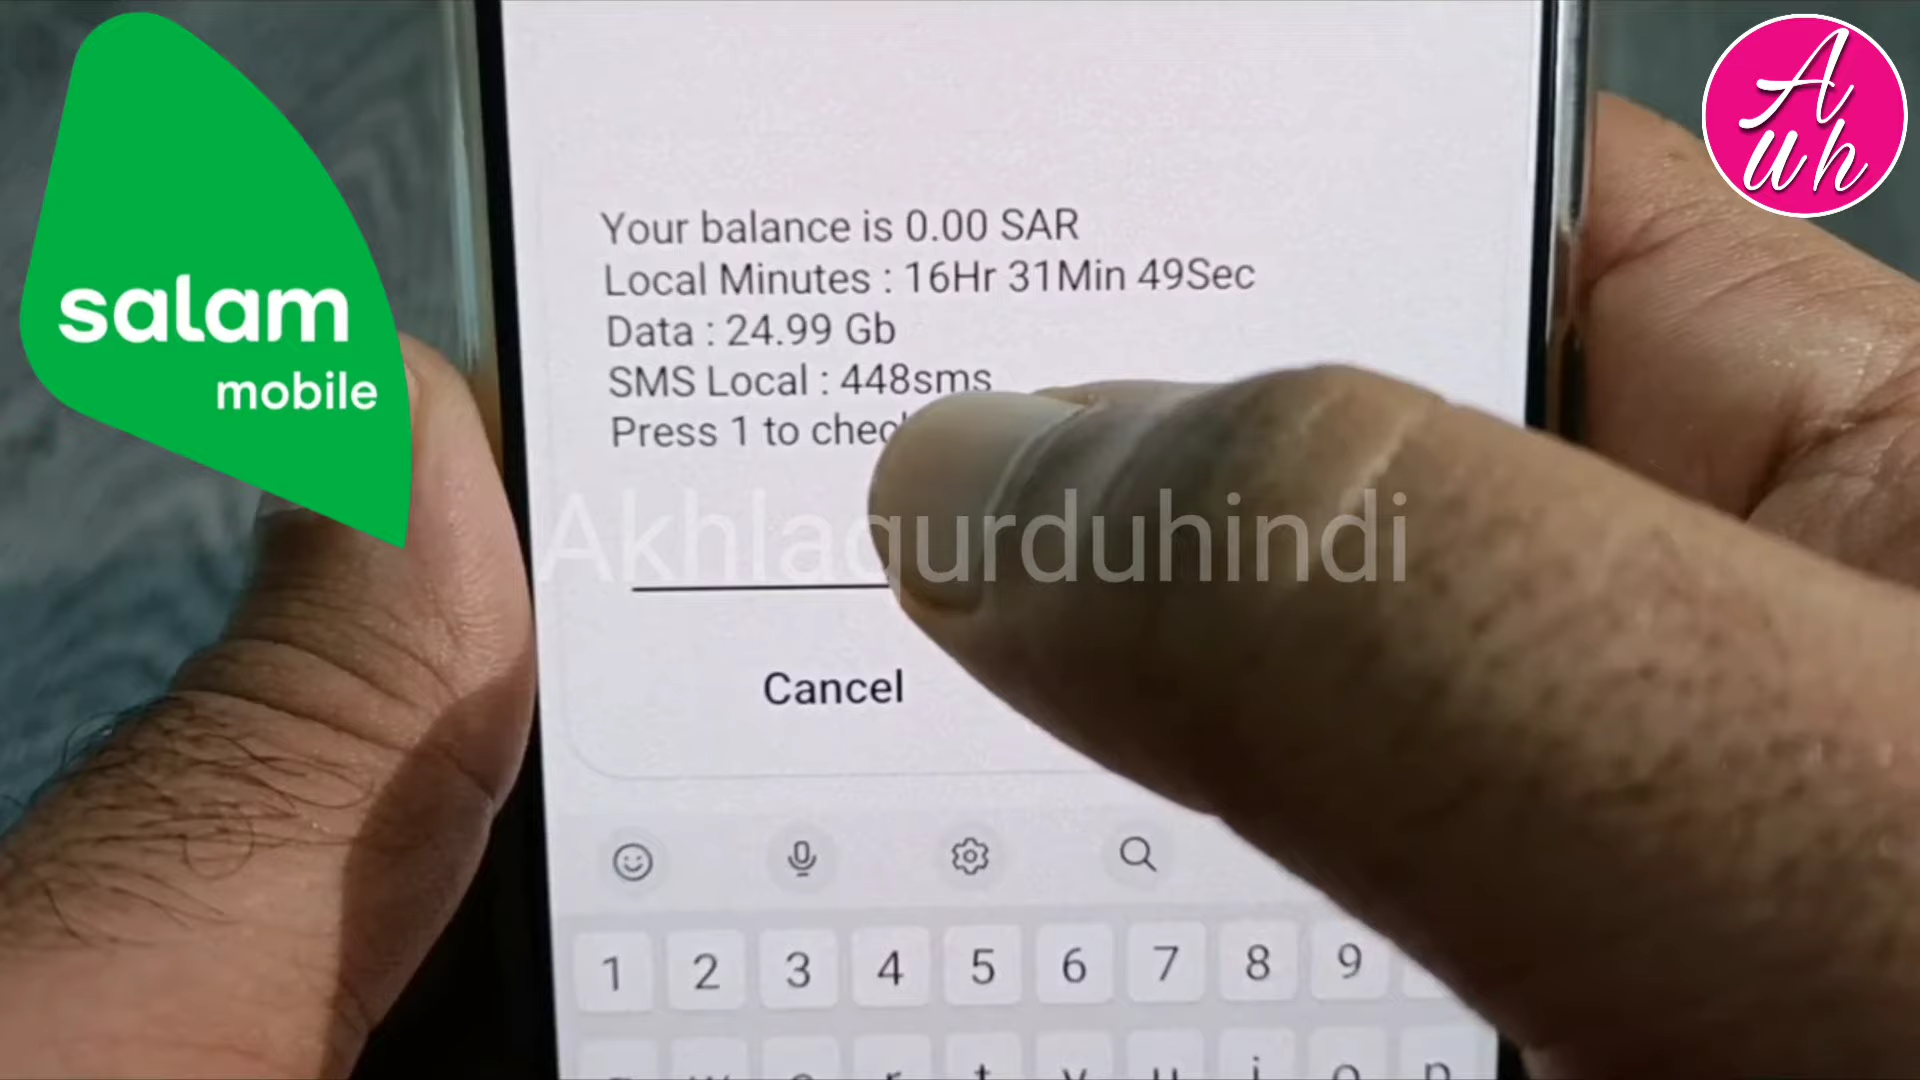 salam
mobile
A
Wh
Your balance is 0.00 SAR
Local Minutes : 16Hr 31Min 49Sec
Data : 24.99 Gb
SMS Local : 448sms
Press 1 to chec
Akhlaqurduhindi
Cancel
1 2 3 4 5 6 7 8 9
r t y u i o p